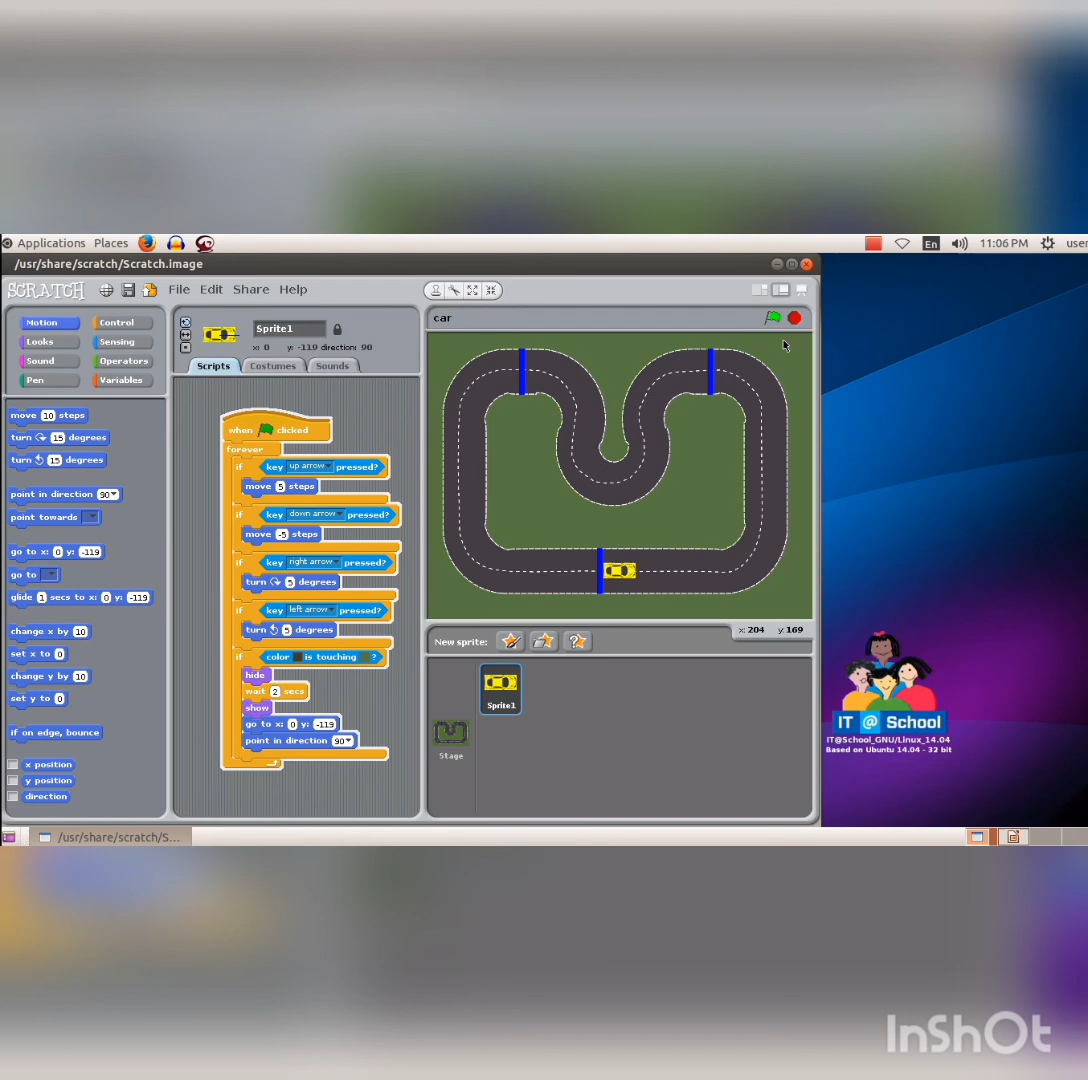 Applications Places En 11:06 PM user
/usr/share/scratch/Scratch.image
SCRATCH File Edit Share Help
Motion Control
Looks Sensing
Sound Operators
Pen Variables
Sprite1
x: 0 y: -119 direction: 90
Scripts Costumes Sounds
move 10 steps
turn 15 degrees
turn 15 degrees
point in direction 90
point towards
go to x: 0 y: -119
go to
glide 1 secs to x: 0 y: -119
change x by 10
set x to 0
change y by 10
set y to 0
if on edge, bounce
x position
y position
direction
when clicked
forever
if key up arrow pressed?
move 5 steps
if key down arrow pressed?
move -5 steps
if key right arrow pressed?
turn 5 degrees
if key left arrow pressed?
turn 5 degrees
if color is touching ?
hide
wait 2 secs
show
go to x: 0 y: -119
point in direction 90
car
x: 204 y: 169
New sprite:
Sprite1
Stage
IT @ School
IT@School_GNU/Linux_14.04
Based on Ubuntu 14.04 - 32 bit
/usr/share/scratch/S...
InShOt